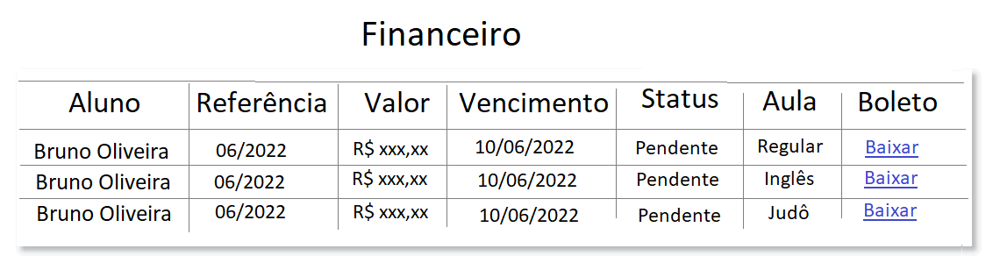 Financeiro
Aluno Referência Valor Vencimento Status Aula Boleto
Bruno Oliveira 06/2022 R$ xxx,xx 10/06/2022 Pendente Regular Baixar
Bruno Oliveira 06/2022 R$ xxx,xx 10/06/2022 Pendente Inglês Baixar
Bruno Oliveira 06/2022 R$ xxx,xx 10/06/2022 Pendente Judô Baixar